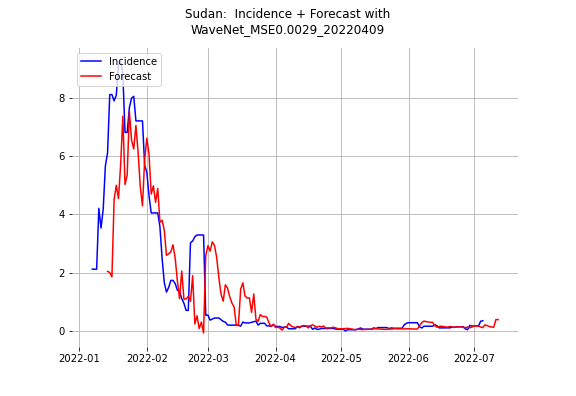 Sudan:  Incidence + Forecast with
WaveNet_MSE0.0029_20220409
Incidence
Forecast
8
6
4
2
0
2022-01 2022-02 2022-03 2022-04 2022-05 2022-06 2022-07